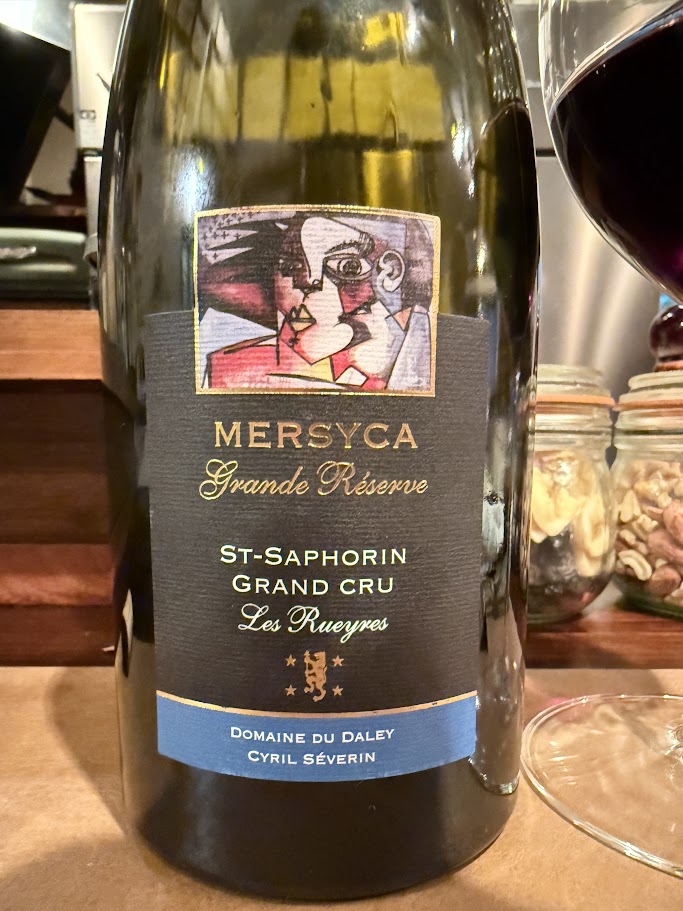 MERSYCA
Grande Réserve
ST-SAPHORIN
GRAND CRU
Les Rueyres
DOMAINE DU DALEY
CYRIL SÉVERIN